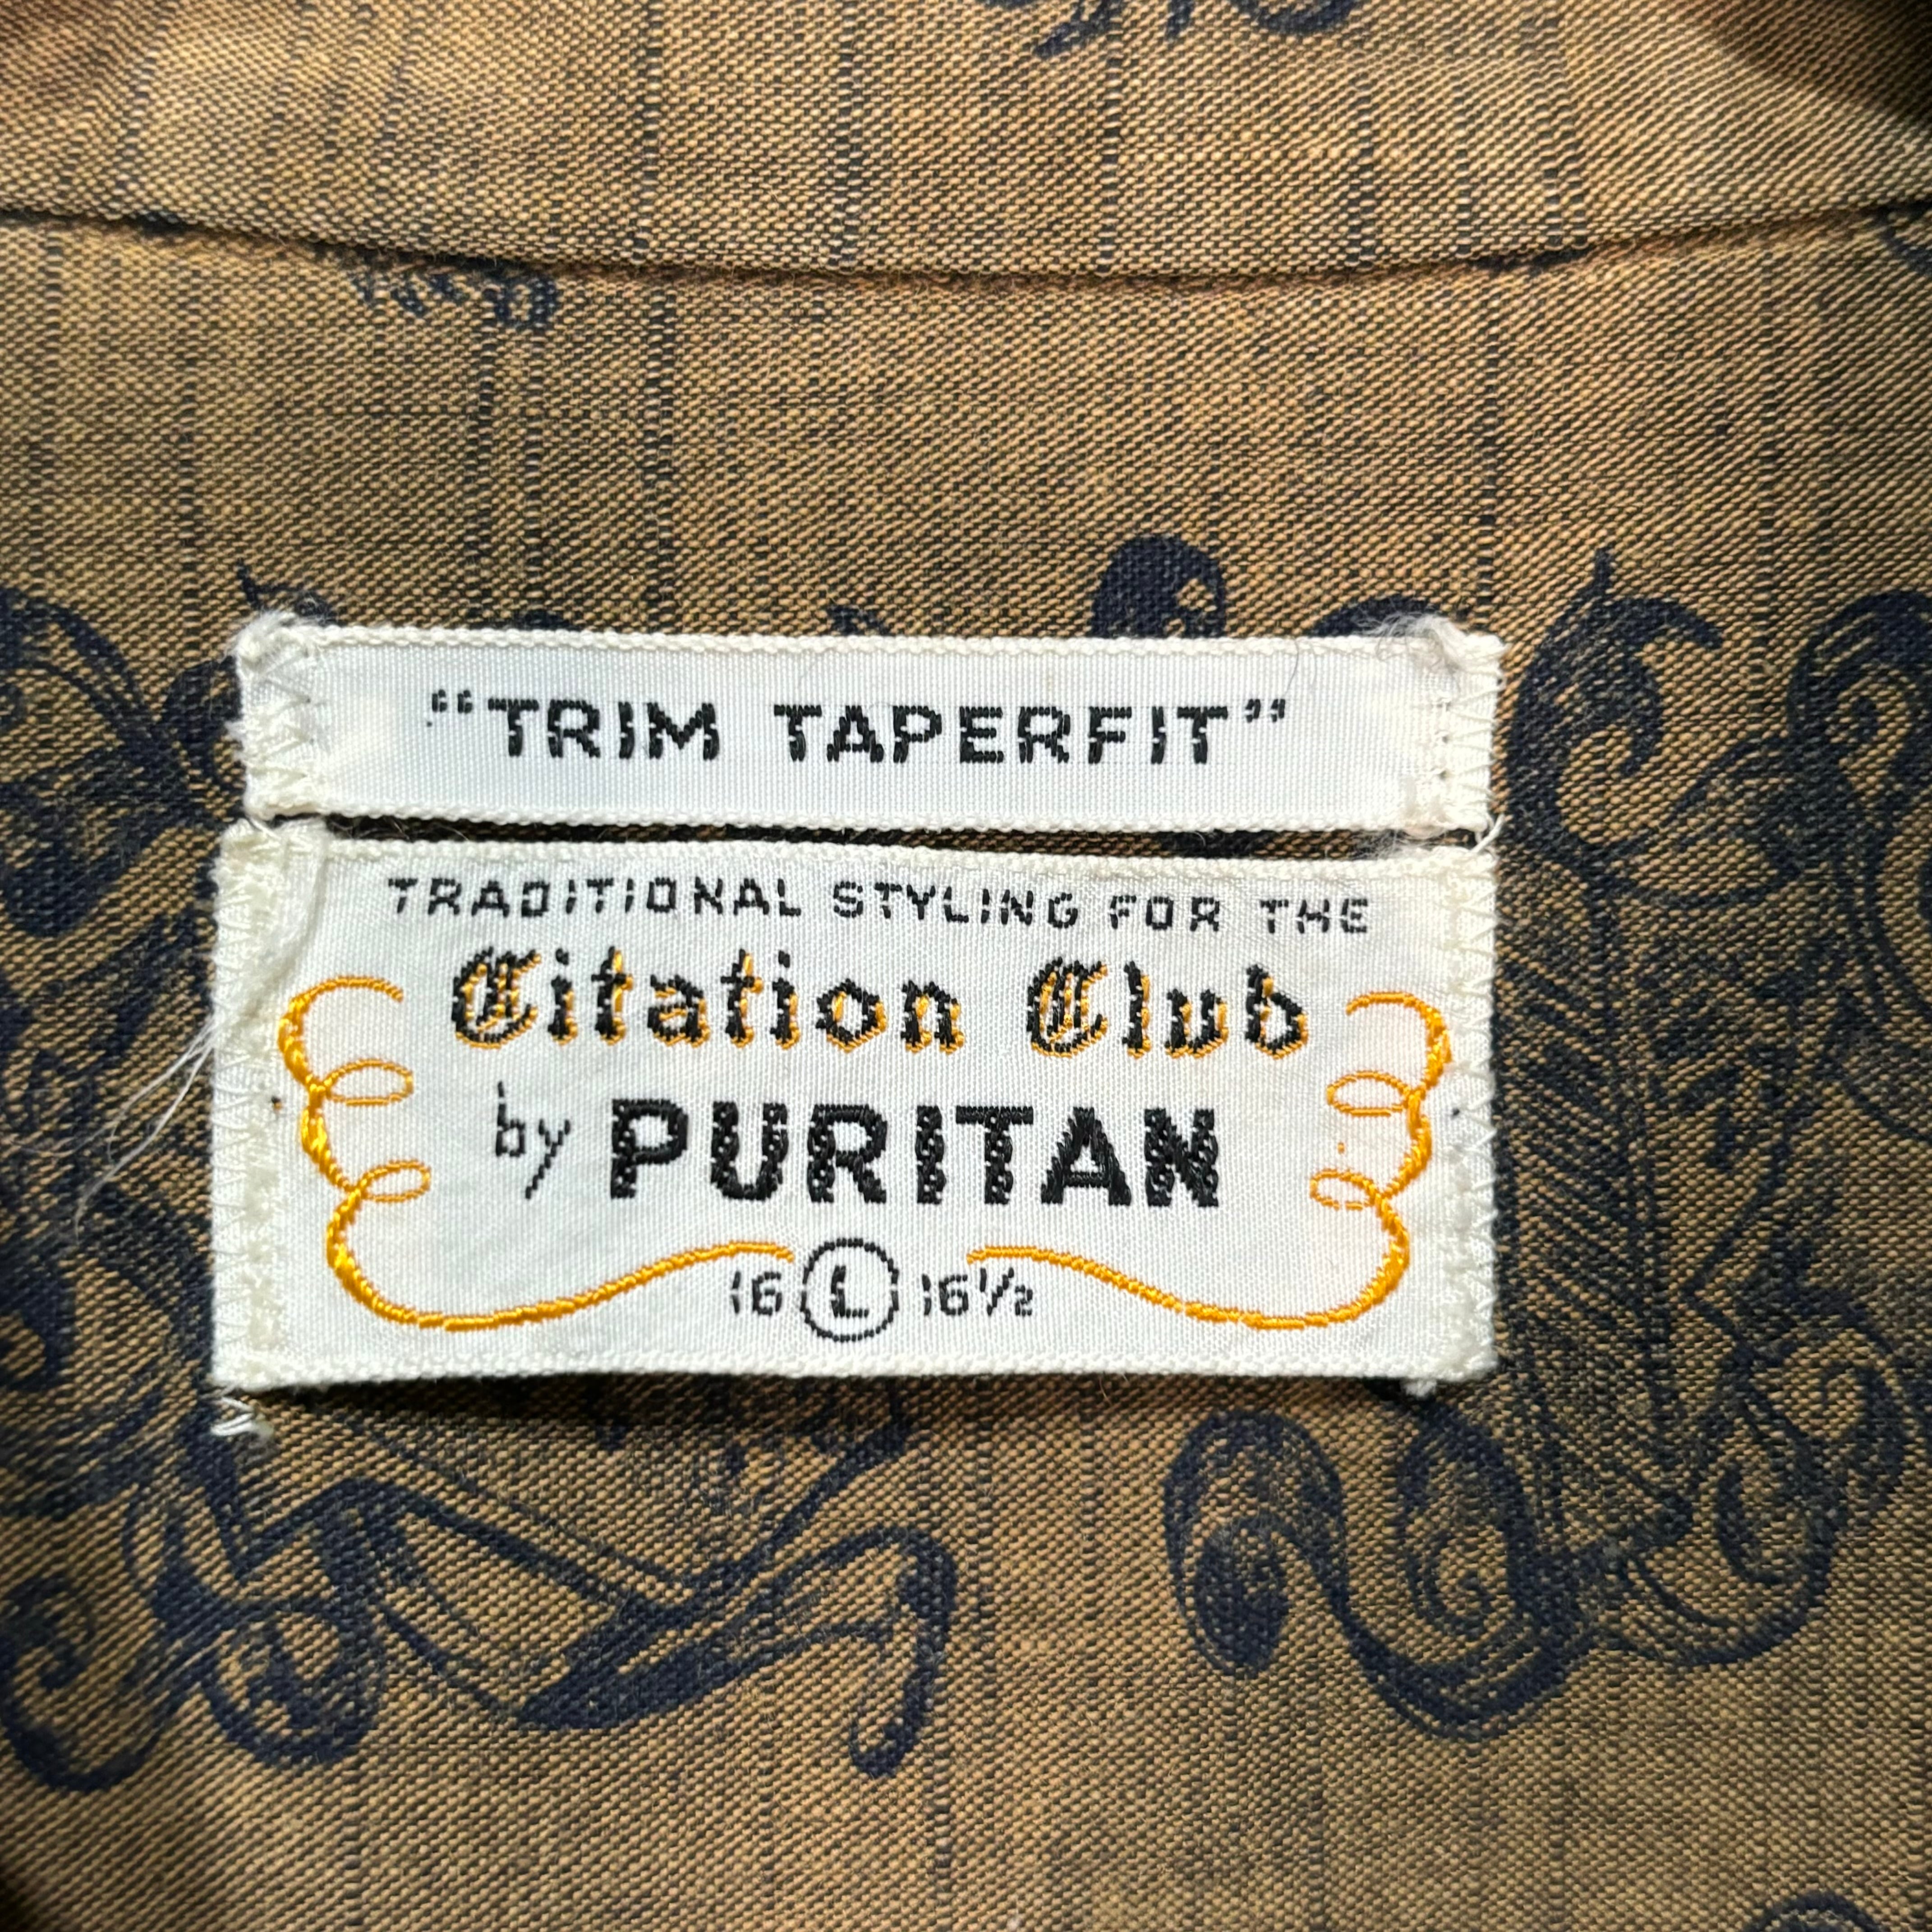 “TRIM TAPERFIT”
TRADITIONAL STYLING FOR THE
Citation Club
by PURITAN
16 L 16½